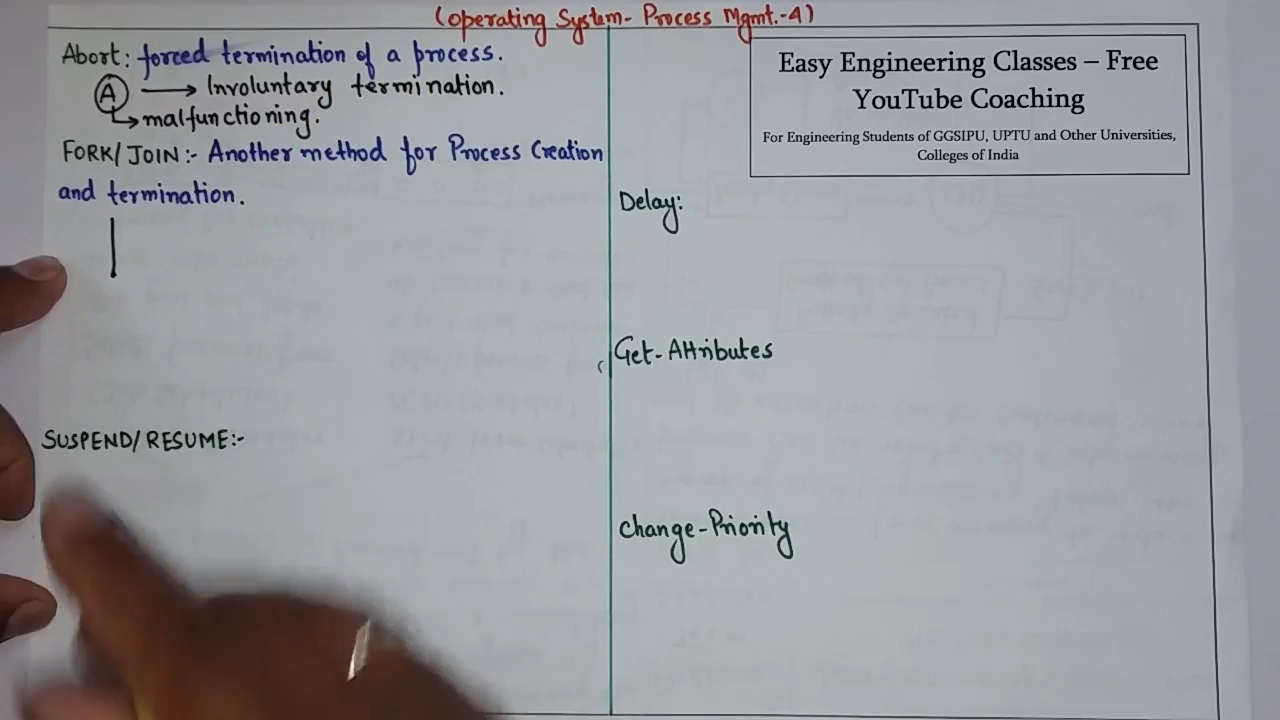 (operating System- Process Mgmt.-4)
Abort: forced termination of a process.
A → Involuntary termination.
↳ malfunctioning.
FORK/JOIN:- Another method for Process Creation
and termination.
SUSPEND/RESUME:-
Easy Engineering Classes – Free
YouTube Coaching
For Engineering Students of GGSIPU, UPTU and Other Universities,
Colleges of India
Delay:
Get-Attributes
Change-Priority